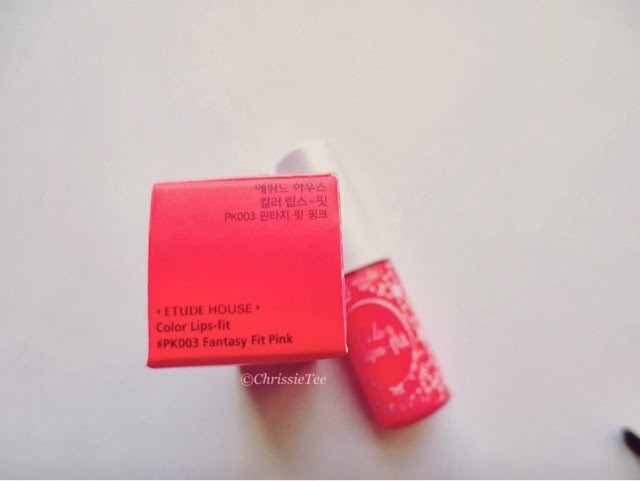 에뛰드 하우스
컬러 립스-핏
PK003 판타지 핏 핑크
• ETUDE HOUSE •
Color Lips-fit
#PK003 Fantasy Fit Pink
©ChrissieTee